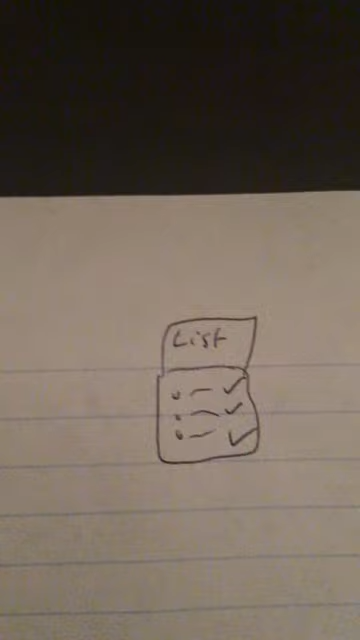 List
• — ✓
• — ✓
• — ✓